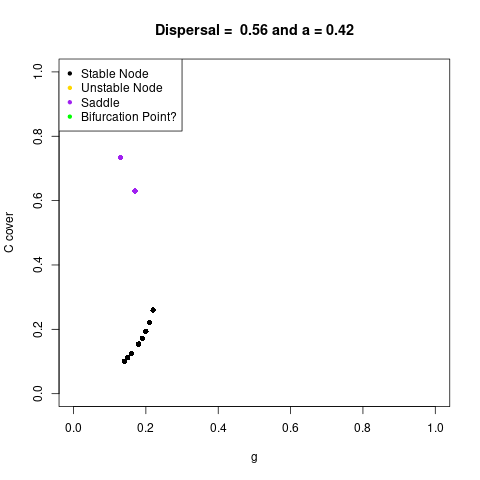 Dispersal =  0.56 and a = 0.42
Stable Node
Unstable Node
Saddle
Bifurcation Point?
C cover
1.0
0.8
0.6
0.4
0.2
0.0
0.0 0.2 0.4 0.6 0.8 1.0
g